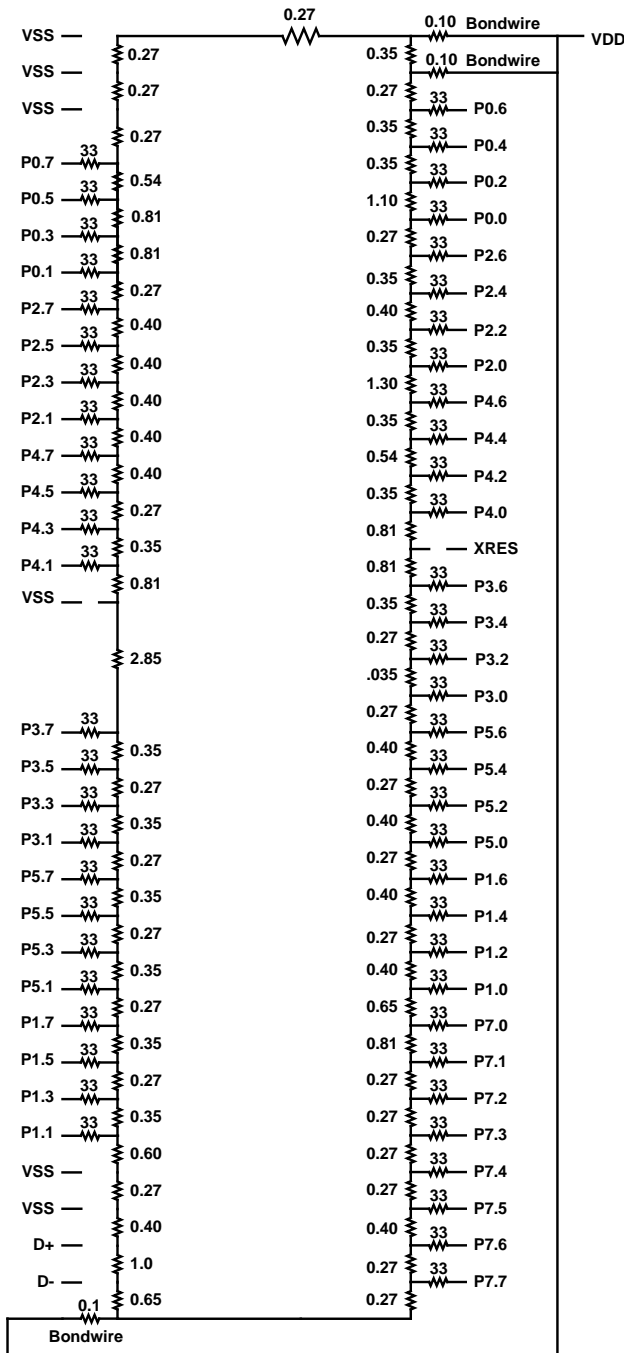 0.27
VSS
0.10 Bondwire
VDD
0.27
0.35
VSS
0.10 Bondwire
0.27
0.27
VSS
33
P0.6
0.27
0.35
33
P0.4
P0.7
33
0.54
0.35
33
P0.2
P0.5
33
0.81
1.10
33
P0.0
P0.3
33
0.81
0.27
33
P2.6
P0.1
33
0.27
0.35
33
P2.4
P2.7
33
0.40
0.40
33
P2.2
P2.5
33
0.40
0.35
33
P2.0
P2.3
33
0.40
1.30
33
P4.6
P2.1
33
0.40
0.35
33
P4.4
P4.7
33
0.40
0.54
33
P4.2
P4.5
33
0.27
0.35
33
P4.0
P4.3
33
0.35
0.81
XRES
P4.1
33
0.81
0.81
33
P3.6
VSS
0.35
33
P3.4
2.85
0.27
33
P3.2
.035
33
P3.0
P3.7
33
0.27
33
P5.6
0.35
0.40
P3.5
33
33
P5.4
0.27
0.27
P3.3
33
33
P5.2
0.35
0.40
P3.1
33
33
P5.0
0.27
0.27
P5.7
33
33
P1.6
0.35
0.40
P5.5
33
33
P1.4
0.27
0.27
P5.3
33
33
P1.2
0.35
0.40
P5.1
33
33
P1.0
0.27
0.65
P1.7
33
33
P7.0
0.35
0.81
P1.5
33
33
P7.1
0.27
0.27
P1.3
33
33
P7.2
0.35
0.27
P1.1
33
33
P7.3
0.60
0.27
VSS
33
P7.4
0.27
0.27
VSS
33
P7.5
0.40
0.40
D+
33
P7.6
1.0
0.27
D-
33
P7.7
0.1
0.65
0.27
Bondwire